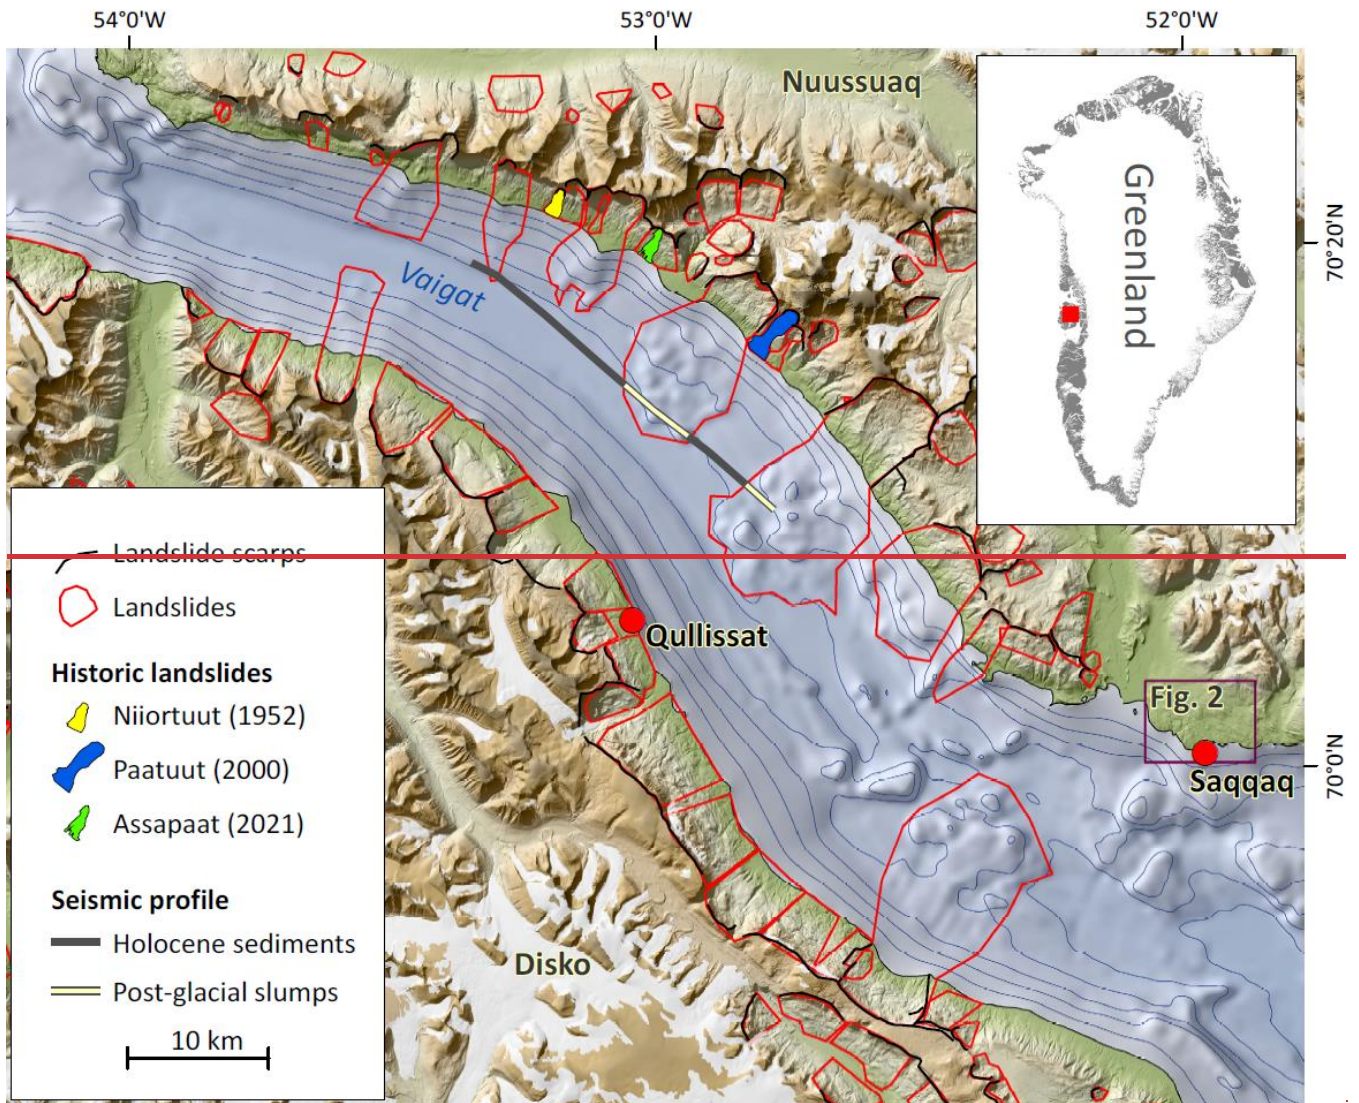 54°0'W
53°0'W
52°0'W
Nuussuaq
Greenland
70°20'N
Vaigat
Landslide scarps
Landslides
Qullissat
Historic landslides
Niiortuut (1952)
Paatuut (2000)
Assapaat (2021)
Fig. 2
Saqqaq
70°0'N
Seismic profile
Holocene sediments
Post-glacial slumps
10 km
Disko